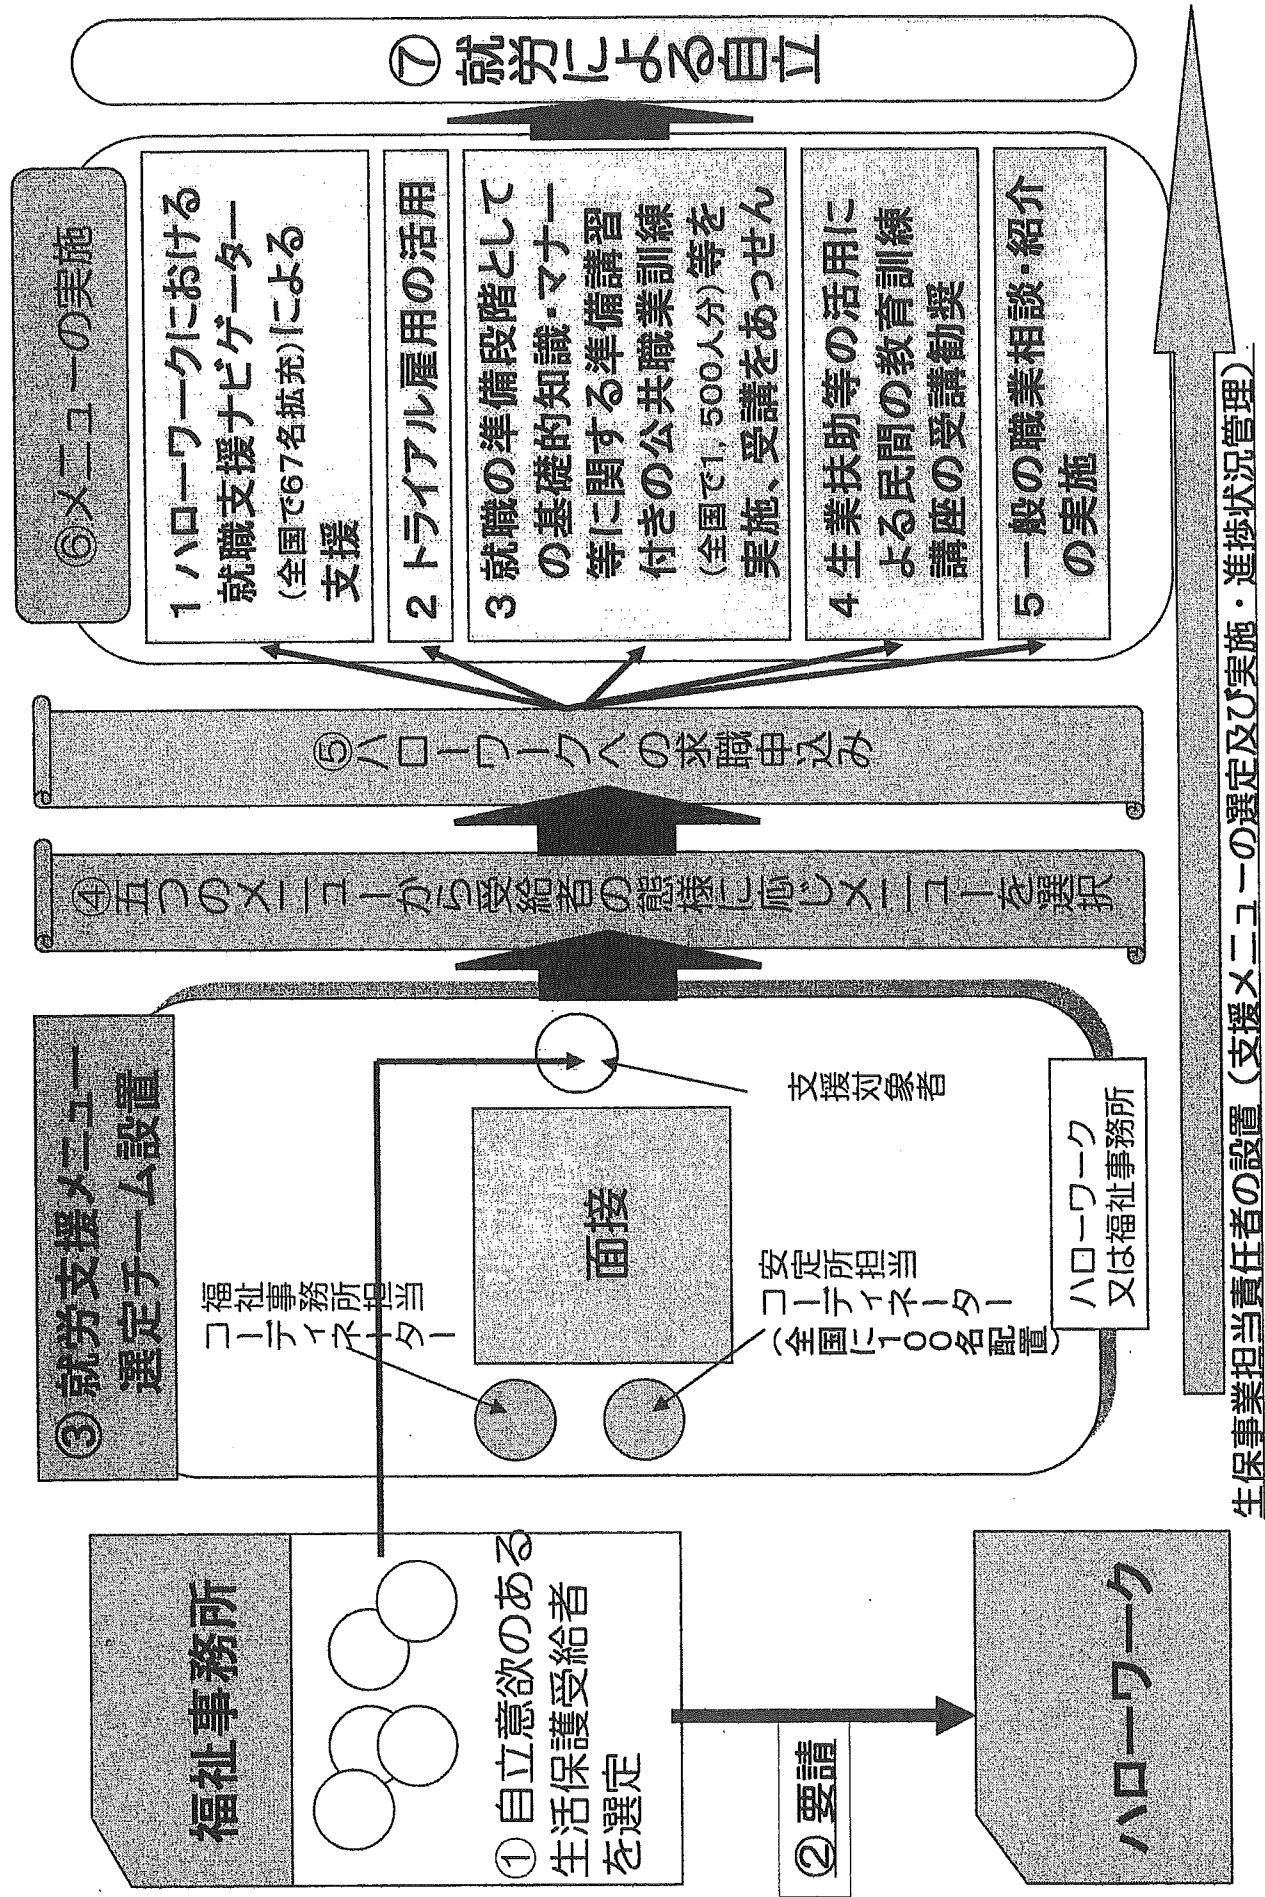 福祉事務所
① 自立意欲のある
生活保護受給者
を選定
② 要請
ハローワーク
③ 就労支援メニュー
選定チーム設置
福祉事務所担当
コーディネーター
面接
安定所担当
コーディネーター
(全国に100名配置)
支援対象者
ハローワーク
又は福祉事務所
④五つのメニューから受給者の態様に応じメニューを選択
⑤ハローワークへの求職申込み
⑥メニューの実施
1 ハローワークにおける
就職支援ナビゲーター
(全国で67名拡充)による
支援
2 トライアル雇用の活用
3 就職の準備段階として
の基礎的知識・マナー
等に関する準備講習
付きの公共職業訓練
(全国で1,500人分)等を
実施、受講をあっせん
4 生業扶助等の活用に
よる民間の教育訓練
講座の受講勧奨
5 一般の職業相談・紹介
の実施
⑦ 就労による自立
生保事業担当責任者の設置(支援メニューの選定及び実施・進捗状況管理)